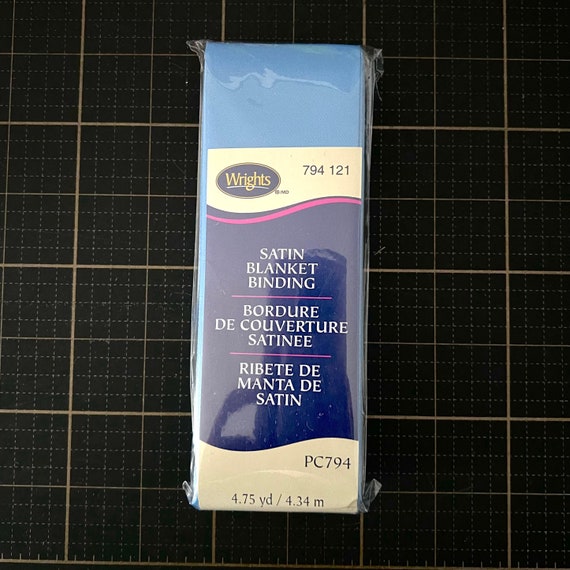 Wrights
®/MD
794 121
SATIN
BLANKET
BINDING
BORDURE
DE COUVERTURE
SATINEE
RIBETE DE
MANTA DE
SATIN
PC794
4.75 yd / 4.34 m